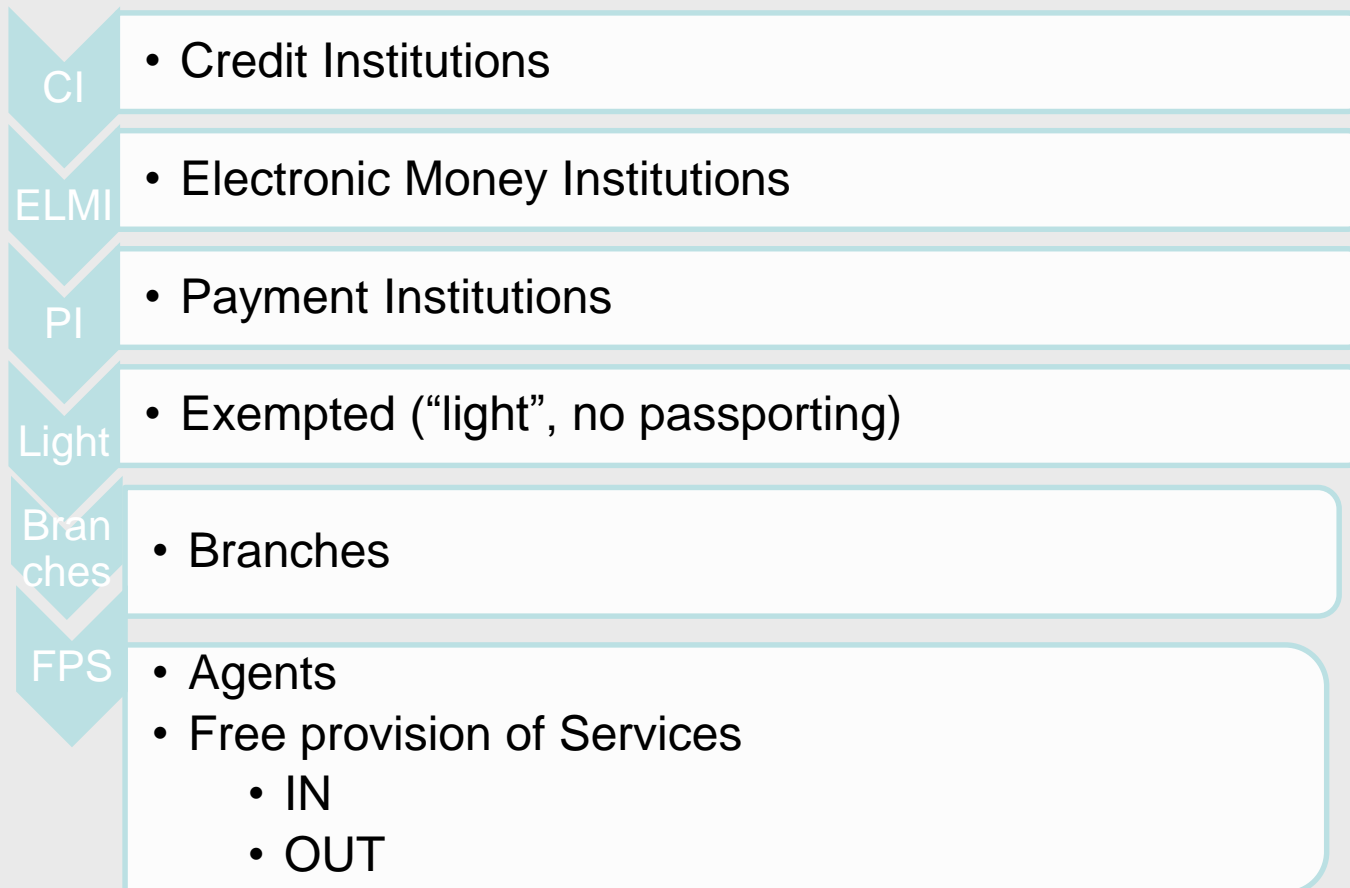 CI
• Credit Institutions
ELMI
• Electronic Money Institutions
PI
• Payment Institutions
Light
• Exempted (“light”, no passporting)
Bran
ches
• Branches
FPS
• Agents
• Free provision of Services
• IN
• OUT